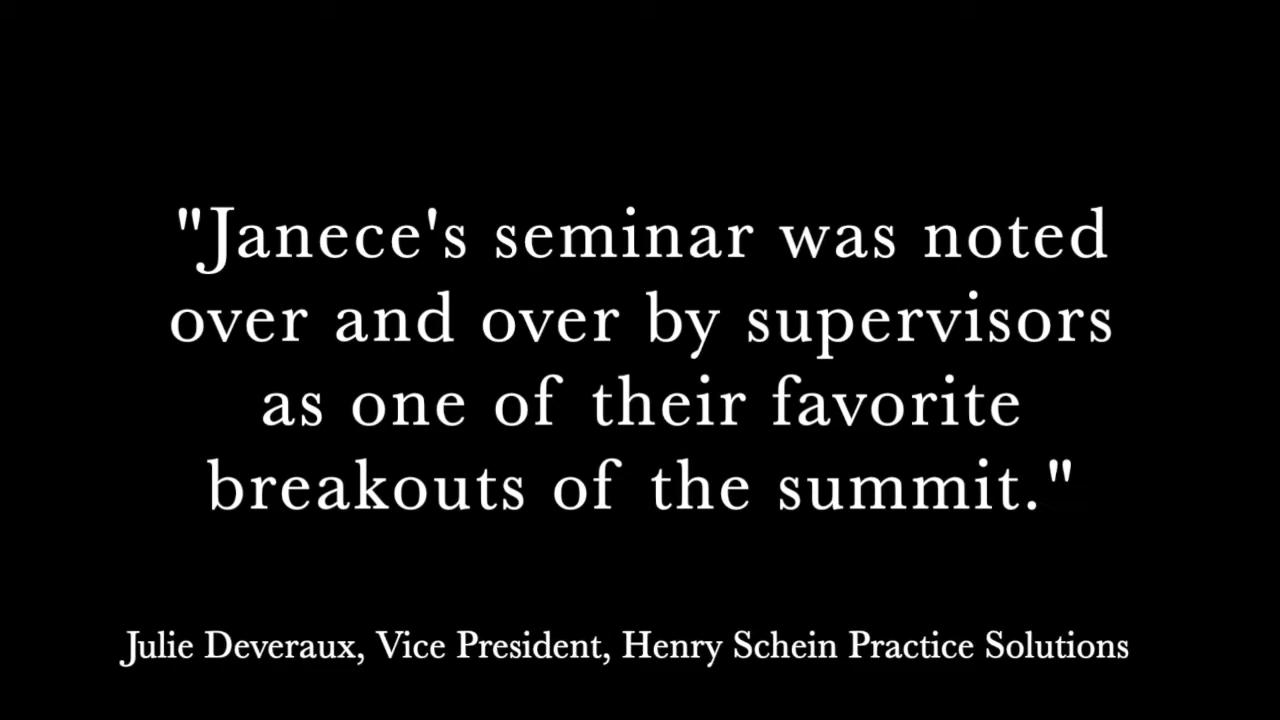 "Janece's seminar was noted
over and over by supervisors
as one of their favorite
breakouts of the summit."
Julie Deveraux, Vice President, Henry Schein Practice Solutions